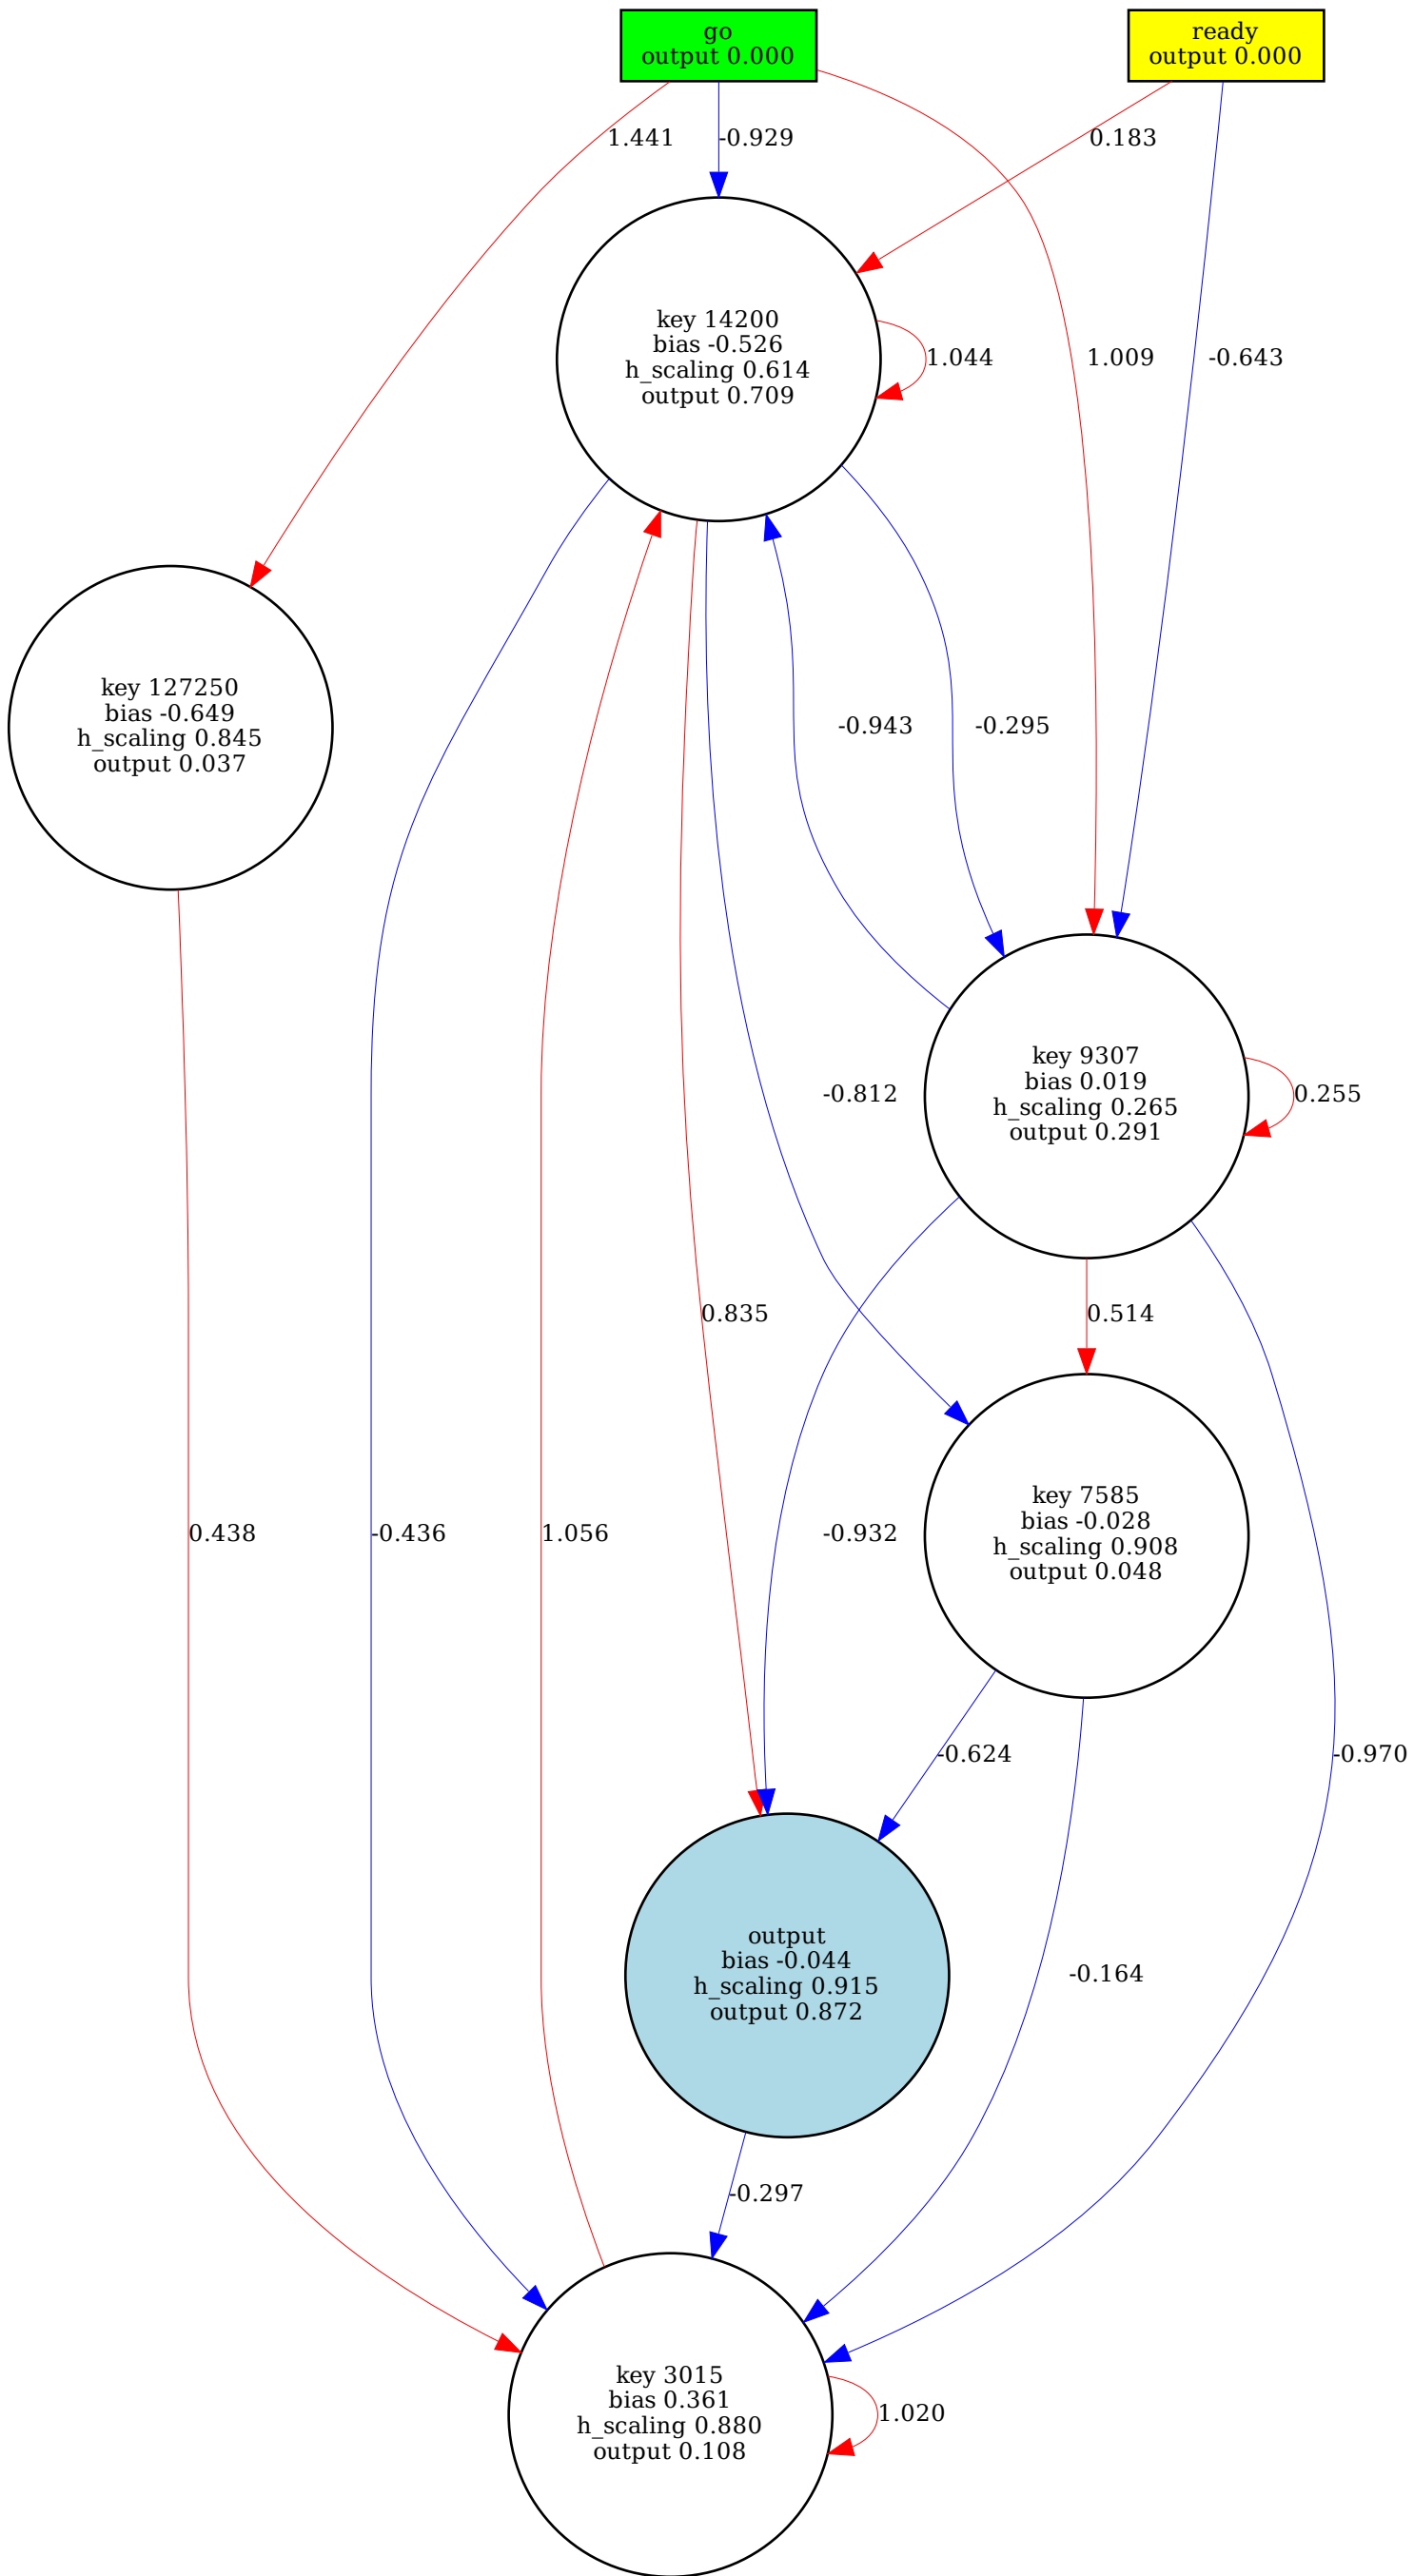 go
output 0.000
ready
output 0.000
1.441
-0.929
0.183
key 14200
bias -0.526
h_scaling 0.614
output 0.709
1.044
1.009
-0.643
key 127250
bias -0.649
h_scaling 0.845
output 0.037
-0.943
-0.295
key 9307
bias 0.019
h_scaling 0.265
output 0.291
-0.812
0.255
0.835
0.514
key 7585
bias -0.028
h_scaling 0.908
output 0.048
0.438
-0.436
1.056
-0.932
-0.624
-0.970
output
bias -0.044
h_scaling 0.915
output 0.872
-0.164
-0.297
key 3015
bias 0.361
h_scaling 0.880
output 0.108
1.020